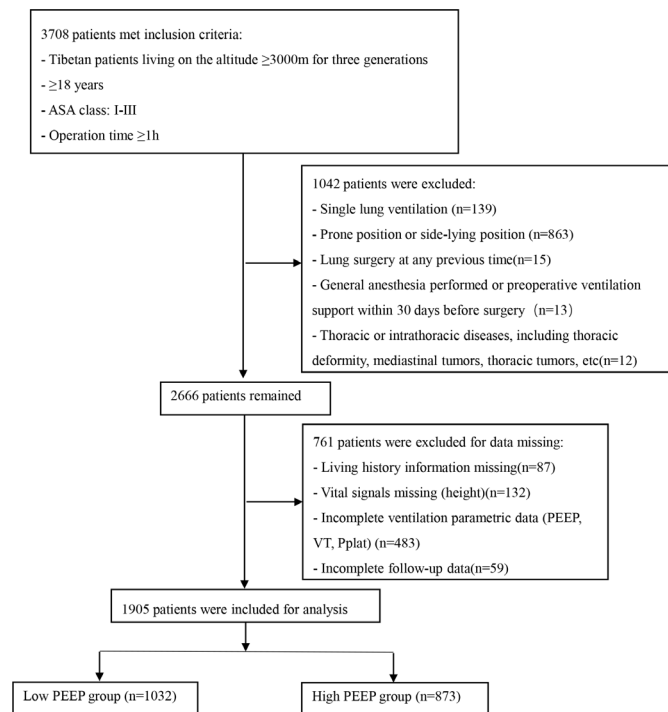 3708 patients met inclusion criteria:
- Tibetan patients living on the altitude ≥3000m for three generations
- ≥18 years
- ASA class: I-III
- Operation time ≥1h
1042 patients were excluded:
- Single lung ventilation (n=139)
- Prone position or side-lying position (n=863)
- Lung surgery at any previous time(n=15)
- General anesthesia performed or preoperative ventilation
support within 30 days before surgery（n=13）
- Thoracic or intrathoracic diseases, including thoracic
deformity, mediastinal tumors, thoracic tumors, etc(n=12)
2666 patients remained
761 patients were excluded for data missing:
- Living history information missing(n=87)
- Vital signals missing (height)(n=132)
- Incomplete ventilation parametric data (PEEP,
VT, Pplat) (n=483)
- Incomplete follow-up data(n=59)
1905 patients were included for analysis
Low PEEP group (n=1032)
High PEEP group (n=873)